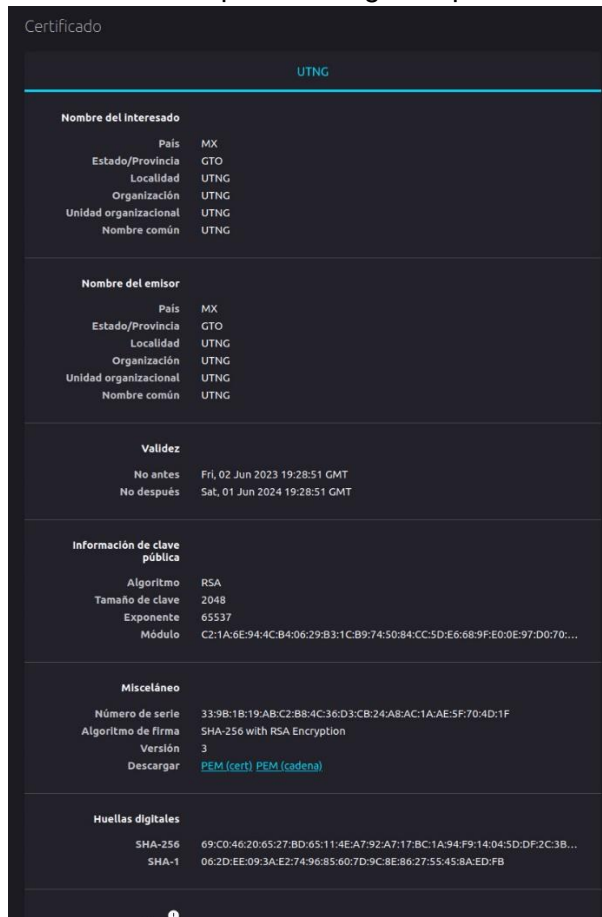 Certificado
UTNG
Nombre del interesado
País MX
Estado/Provincia GTO
Localidad UTNG
Organización UTNG
Unidad organizacional UTNG
Nombre común UTNG
Nombre del emisor
País MX
Estado/Provincia GTO
Localidad UTNG
Organización UTNG
Unidad organizacional UTNG
Nombre común UTNG
Validez
No antes Fri, 02 Jun 2023 19:28:51 GMT
No después Sat, 01 Jun 2024 19:28:51 GMT
Información de clave
pública
Algoritmo RSA
Tamaño de clave 2048
Exponente 65537
Módulo C2:1A:6E:94:4C:B4:06:29:B3:1C:B9:74:50:84:CC:5D:E6:68:9F:E0:0E:97:D0:70:...
Misceláneo
Número de serie 33:9B:1B:19:AB:C2:B8:4C:36:D3:CB:24:A8:AC:1A:AE:5F:70:4D:1F
Algoritmo de firma SHA-256 with RSA Encryption
Versión 3
Descargar PEM (cert) PEM (cadena)
Huellas digitales
SHA-256 69:C0:46:20:65:27:BD:65:11:4E:A7:92:A7:17:BC:1A:94:F9:14:04:5D:DF:2C:3B...
SHA-1 06:2D:EE:09:3A:E2:74:96:85:60:7D:9C:8E:86:27:55:45:8A:ED:FB